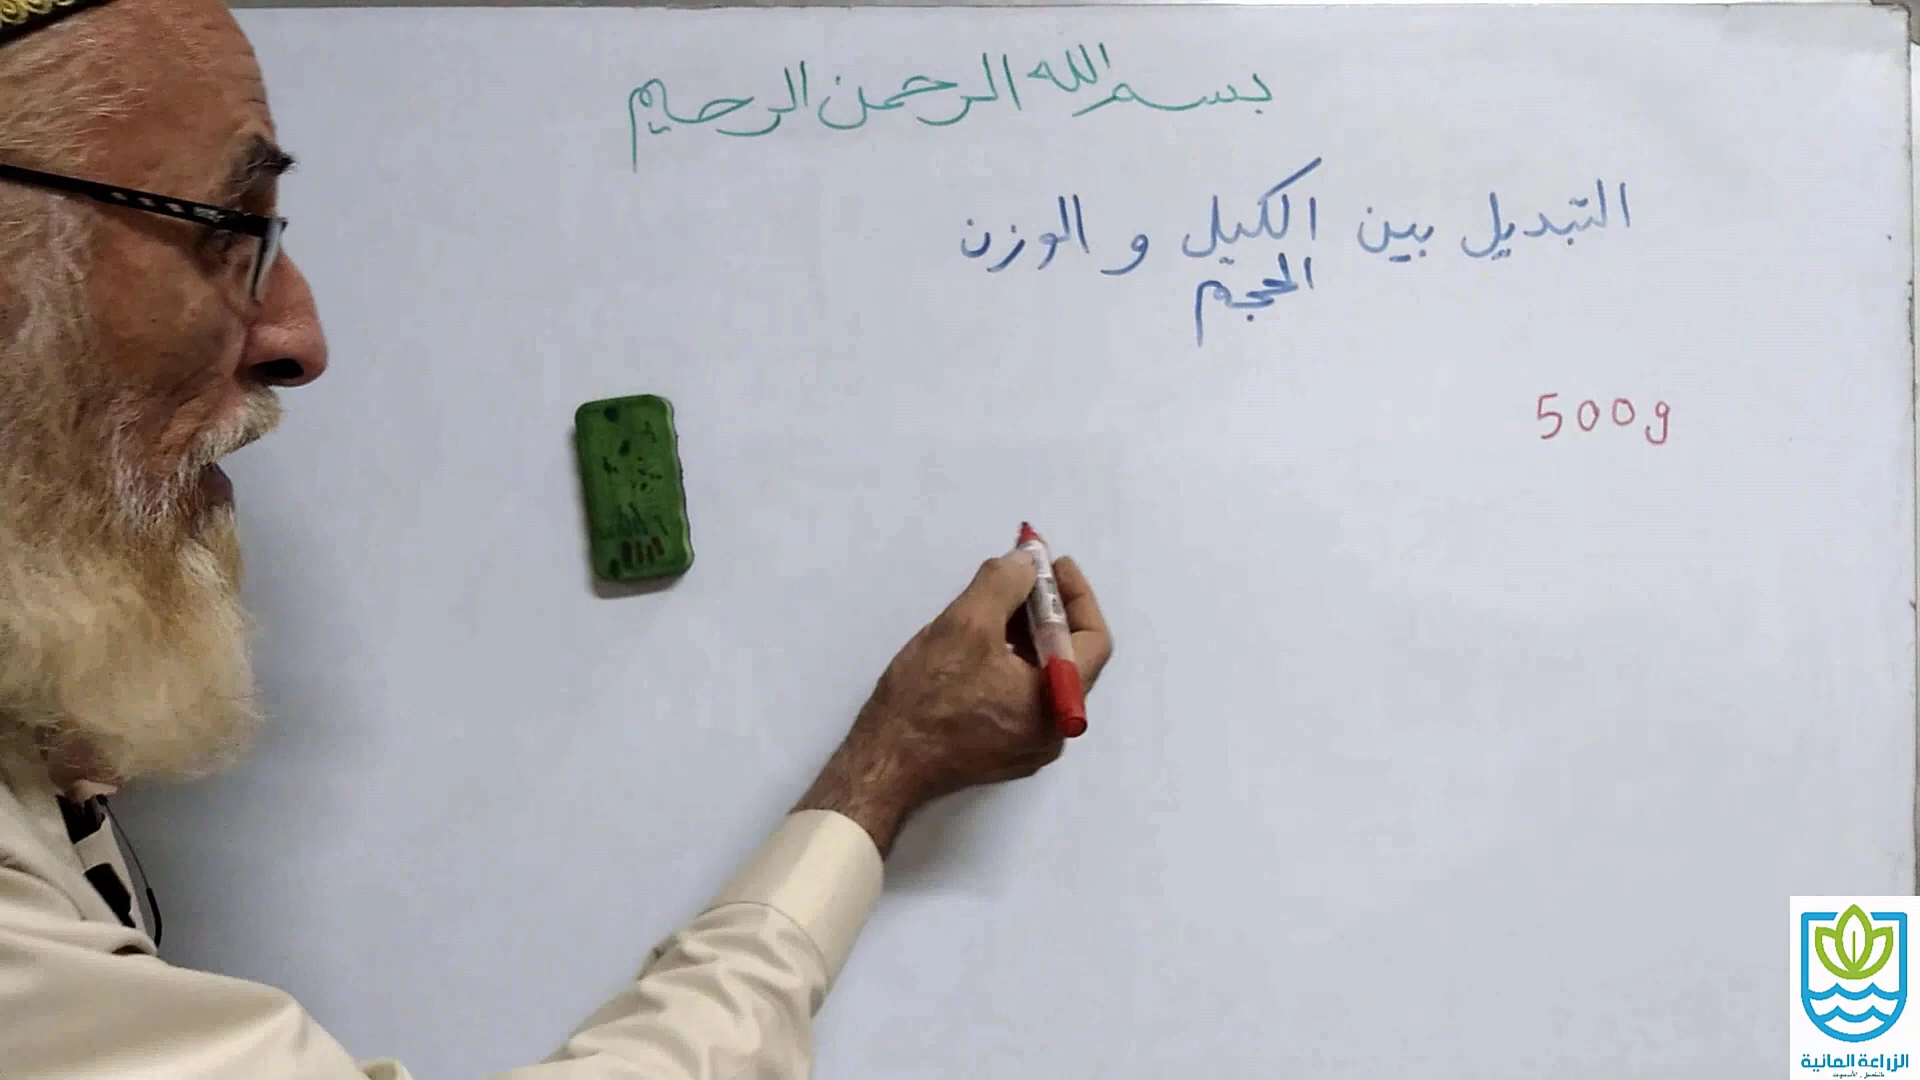 بسم الله الرحمن الرحيم
التبديل بين الكيل و الوزن
الحجم
500g
الزراعة المائية